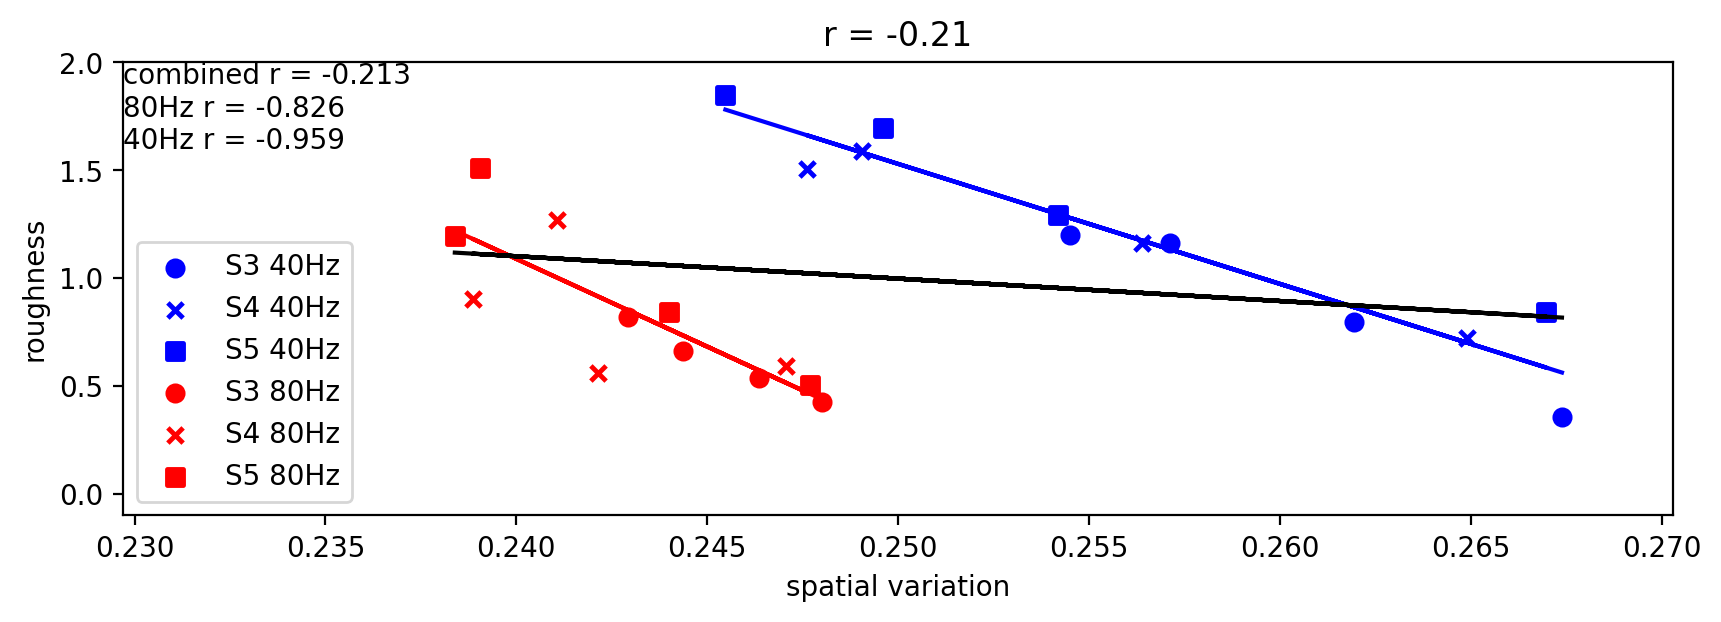 r = -0.21
combined r = -0.213
80Hz r = -0.826
40Hz r = -0.959
2.0
1.5
1.0
0.5
0.0
roughness
S3 40Hz
S4 40Hz
S5 40Hz
S3 80Hz
S4 80Hz
S5 80Hz
0.230 0.235 0.240 0.245 0.250 0.255 0.260 0.265 0.270
spatial variation